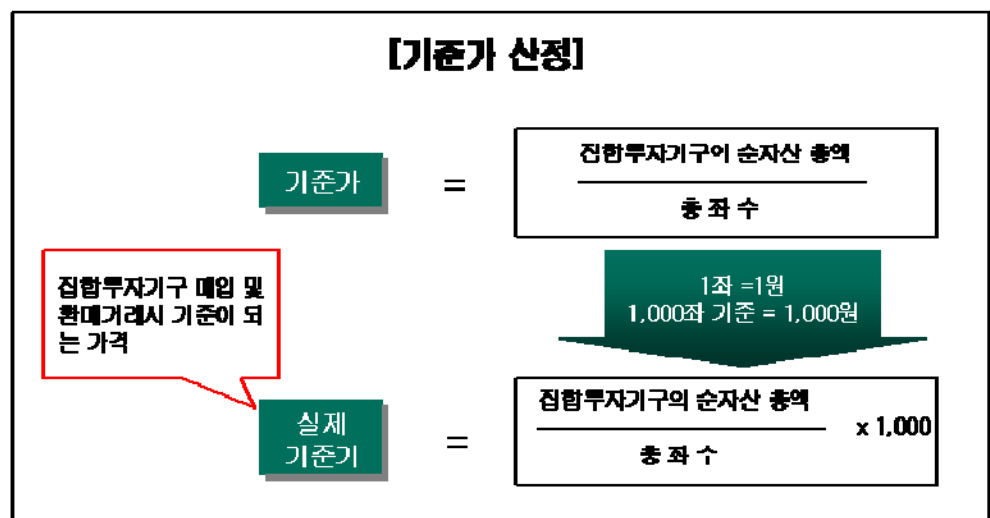 [기준가 산정]
기준가
=
집합투자기구의 순자산 총액
총 좌 수
집합투자기구 매입 및
환매거래시 기준이 되
는 가격
1좌 =1원
1,000좌 기준 = 1,000원
실제
기준기
=
집합투자기구의 순자산 총액
총 좌 수
x 1,000